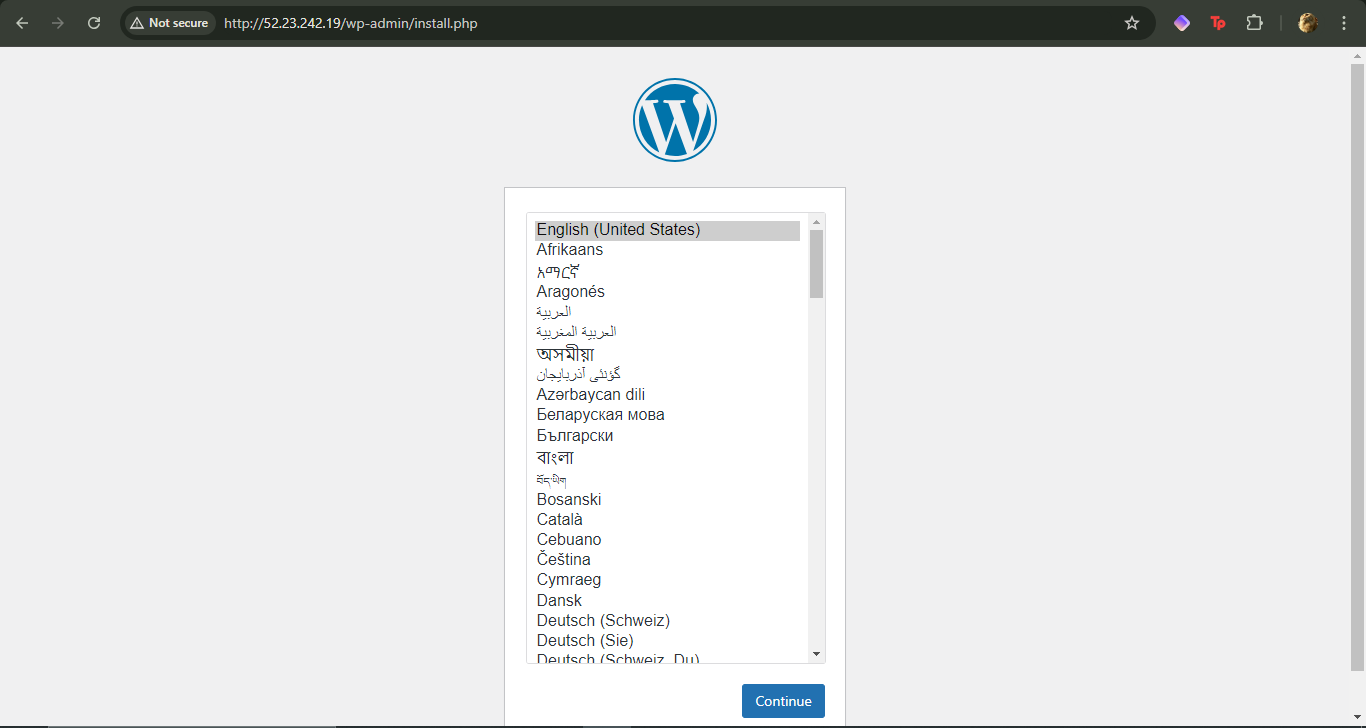 Not secure
http://52.23.242.19/wp-admin/install.php
Tp
W
English (United States)
Afrikaans
አማርኛ
Aragonés
العربية
العربية المغربية
অসমীয়া
گؤنئی آذربایجان
Azərbaycan dili
Беларуская мова
Български
বাংলা
བོད་ཡིག
Bosanski
Català
Cebuano
Čeština
Cymraeg
Dansk
Deutsch (Schweiz)
Deutsch (Sie)
Deutsch (Schweiz, Du)
Continue